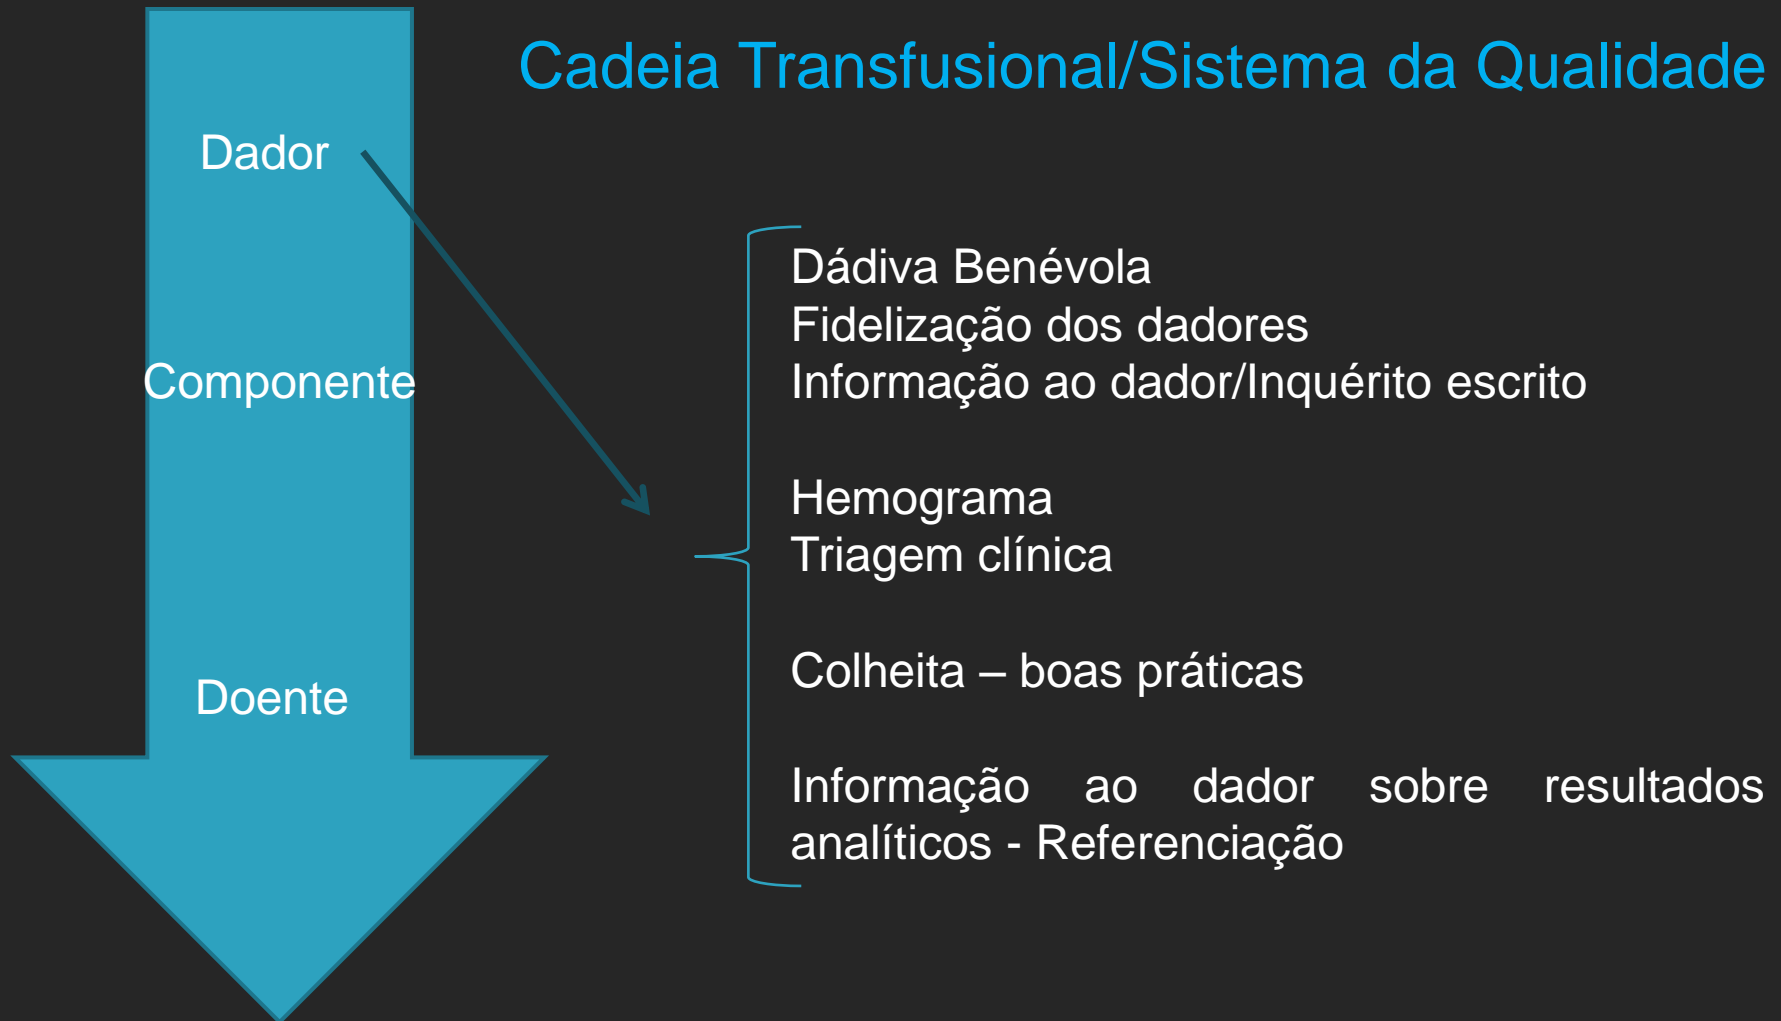 Cadeia Transfusional/Sistema da Qualidade
Dador
Componente
Doente
Dádiva Benévola
Fidelização dos dadores
Informação ao dador/Inquérito escrito
Hemograma
Triagem clínica
Colheita – boas práticas
Informação ao dador sobre resultados
analíticos - Referenciação